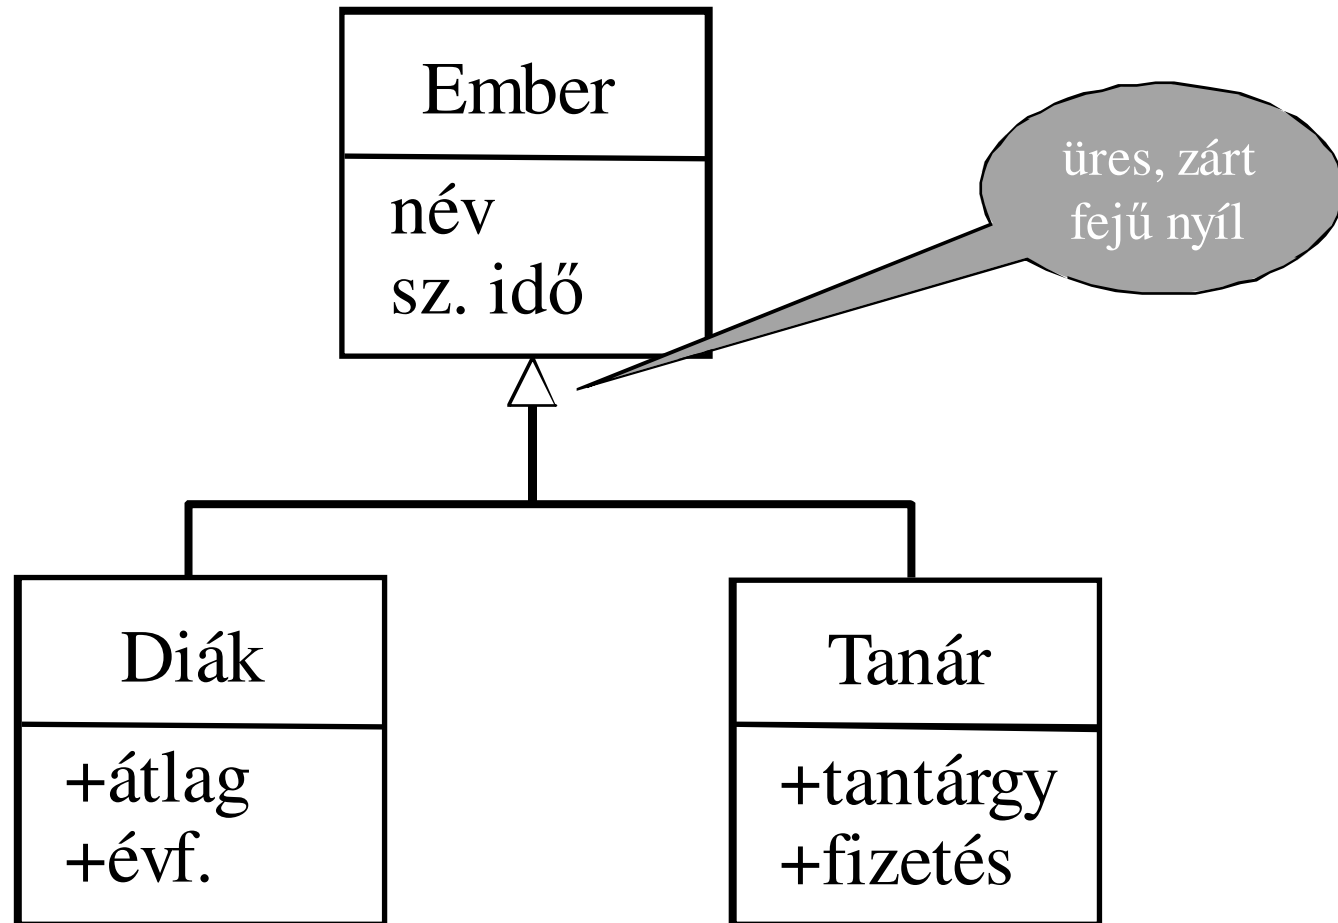 Ember
név
sz. idő
üres, zárt
fejű nyíl
Diák
+átlag
+évf.
Tanár
+tantárgy
+fizetés